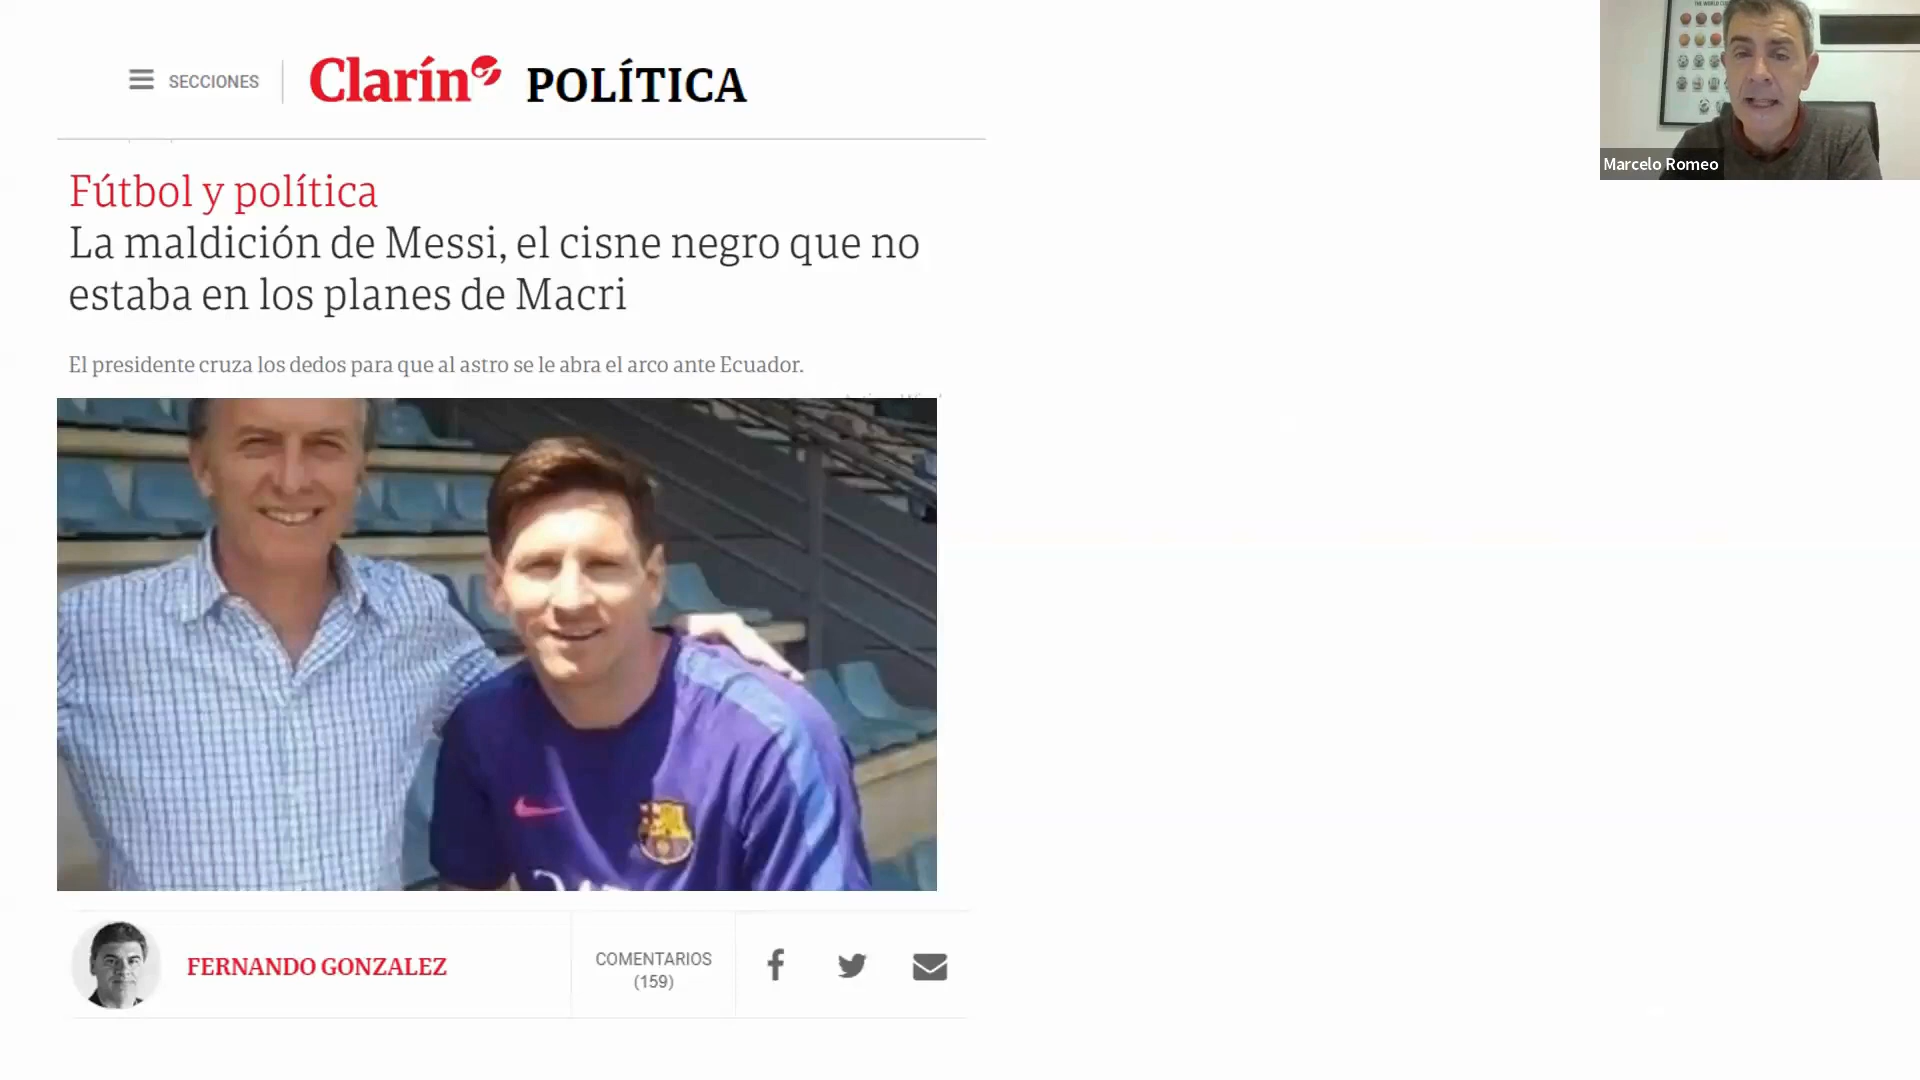 SECCIONES
Clarín POLÍTICA
Fútbol y política
La maldición de Messi, el cisne negro que no
estaba en los planes de Macri
El presidente cruza los dedos para que al astro se le abra el arco ante Ecuador.
FERNANDO GONZALEZ
COMENTARIOS
(159)
Marcelo Romeo